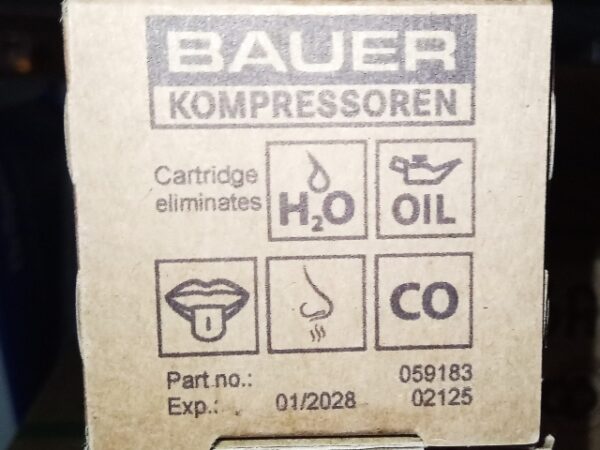 BAUER
KOMPRESSOREN
Cartridge
eliminates
H₂O
OIL
CO
Part no.: 059183
Exp.: 01/2028 02125